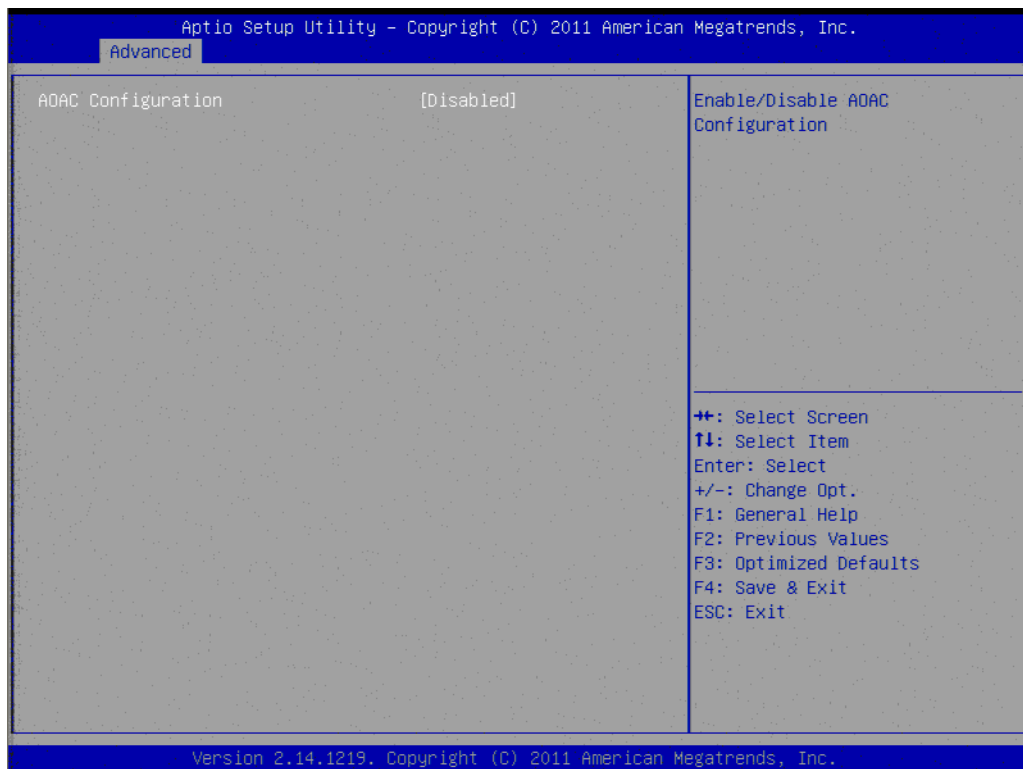 Aptio Setup Utility – Copyright (C) 2011 American Megatrends, Inc.
Advanced
AOAC Configuration [Disabled]
Enable/Disable AOAC
Configuration
→←: Select Screen
↑↓: Select Item
Enter: Select
+/-: Change Opt.
F1: General Help
F2: Previous Values
F3: Optimized Defaults
F4: Save & Exit
ESC: Exit
Version 2.14.1219. Copyright (C) 2011 American Megatrends, Inc.